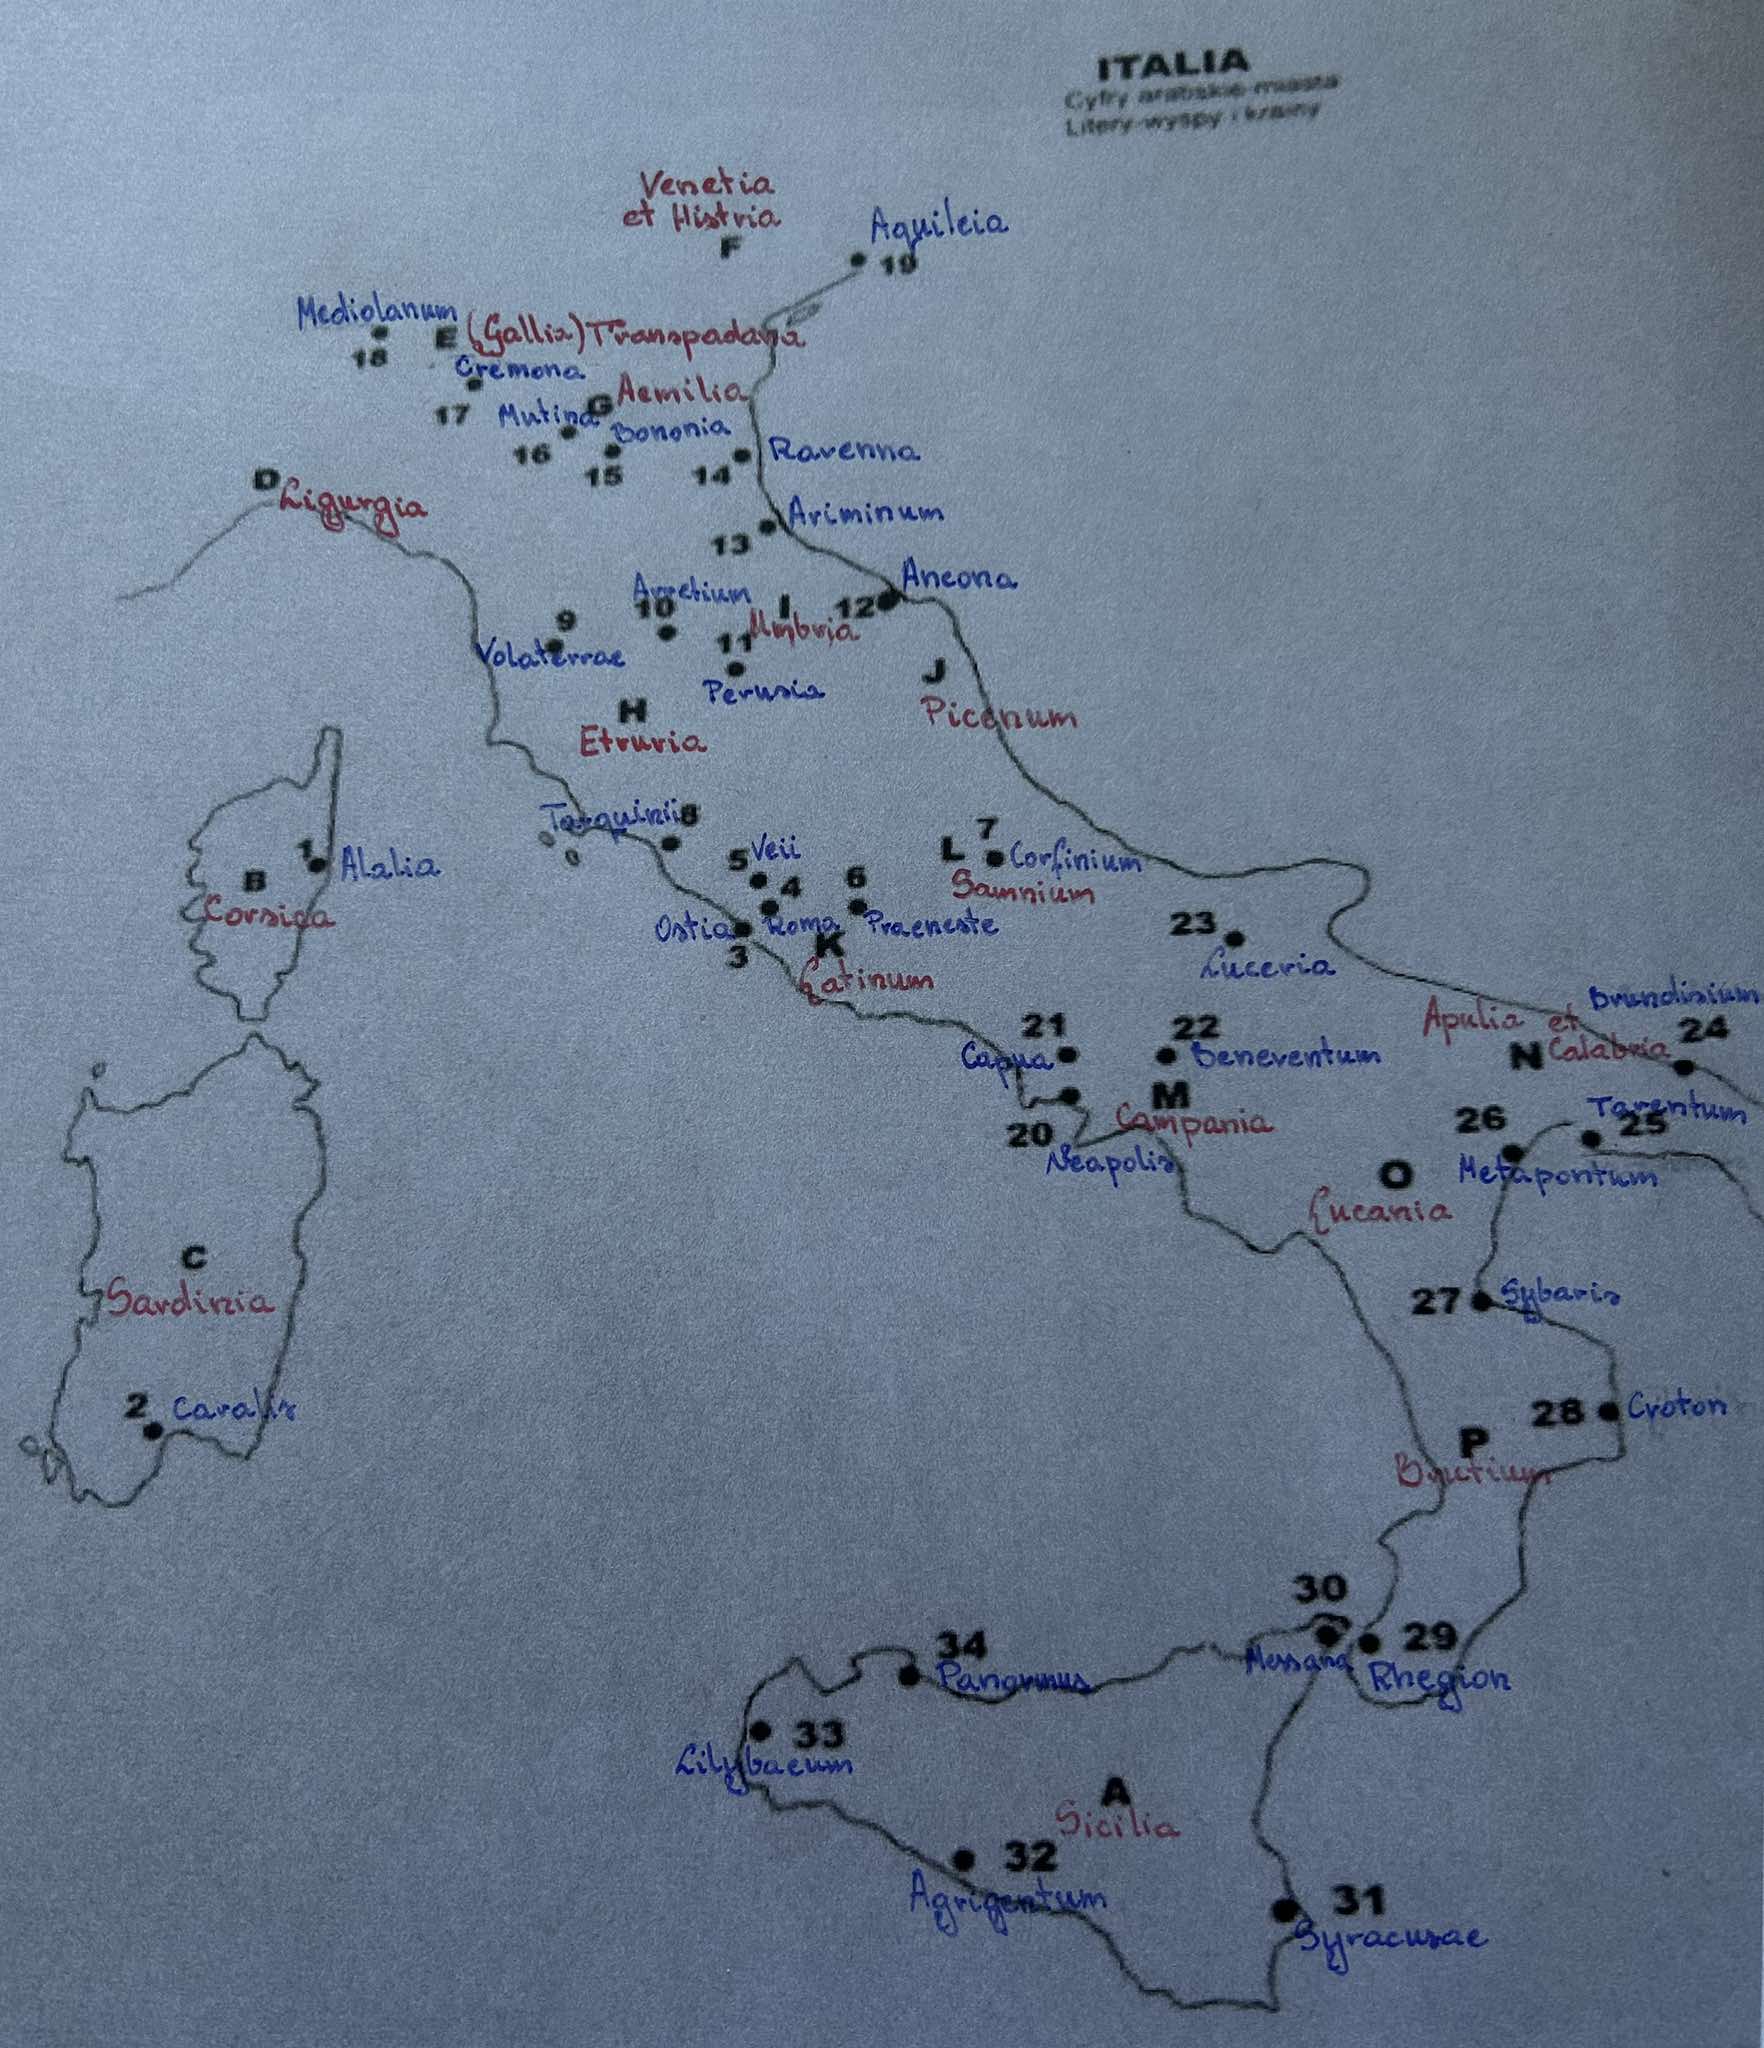 ITALIA
Cyfry arabskie-miasta
Litery-wyspy i krainy
Venetia
et Histria
F
Aquileia
19
Mediolanum
18
E (Gallia) Transpadana
Cremona
17
G Aemilia
Mutina
16
Bononia
15
14 Ravenna
D Ligurgia
Ariminum
13
Ancona
12
Arretium
10
I
Umbria
9
Volaterrae
11
Perusia
J
Picenum
H
Etruria
Tarquinii 8
1 Alalia
B
Corsica
5 Veii
4
Roma
6
Praeneste
7
L Corfinium
Samnium
Ostia
3
K
Latinum
23
Luceria
Brundisium
24
Apulia et
N Calabria
21
Capua
22
Beneventum
M
Campania
20
Neapolis
Tarentum
25
26
Metapontum
O
Lucania
C
Sardinia
27 Sybaris
2 Caralis
28 Croton
P
Brutium
30
Messana
29
Rhegion
34
Panormus
33
Lilybaeum
A
Sicilia
32
Agrigentum
31
Syracusae